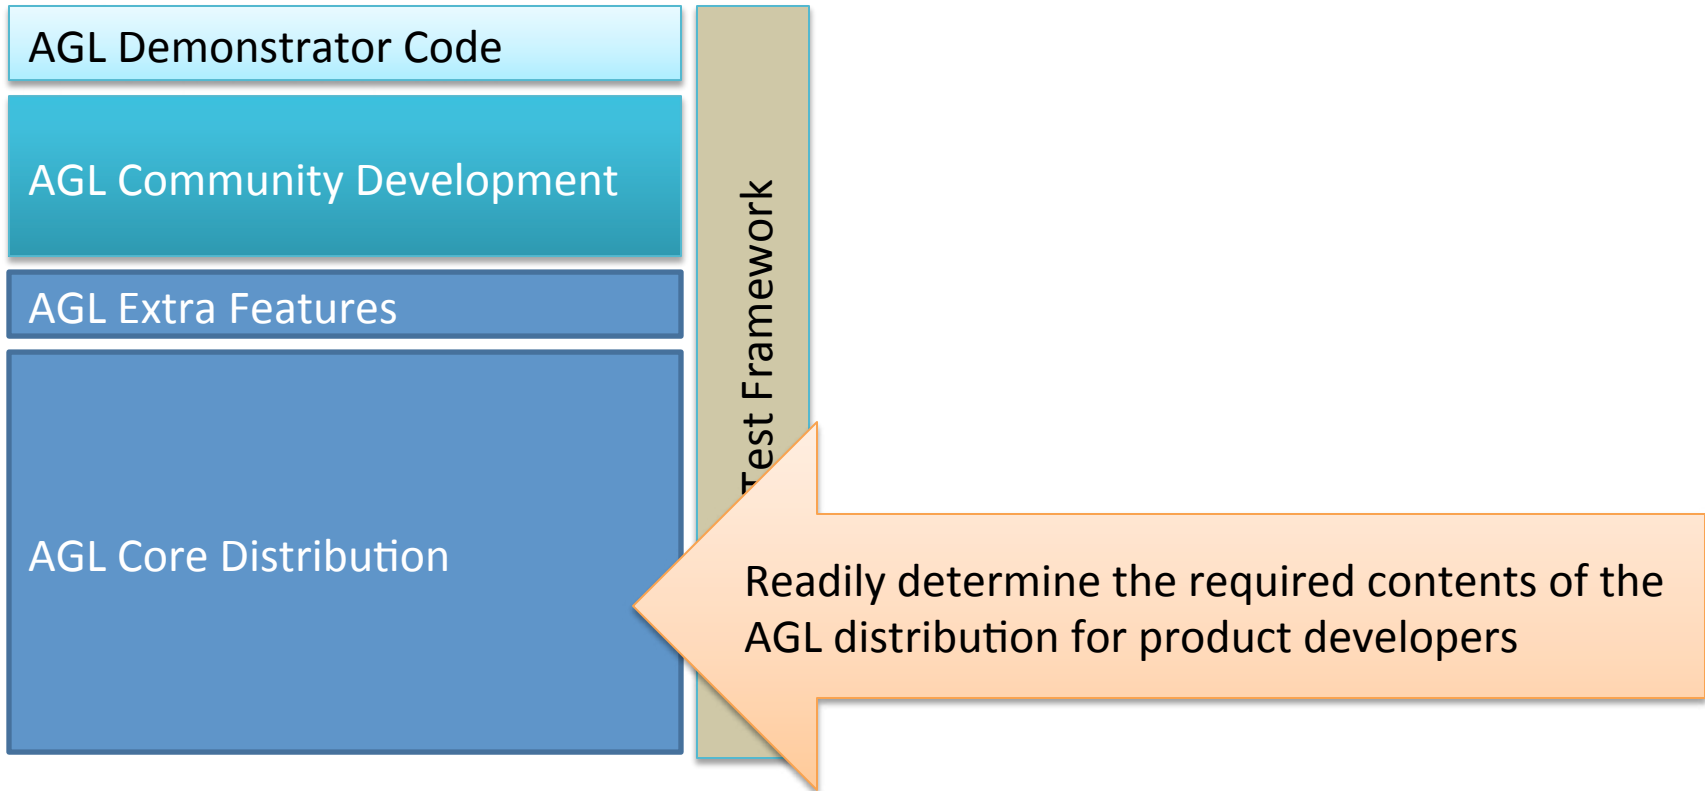 AGL Demonstrator Code
AGL Community Development
AGL Extra Features
AGL Core Distribution
Test Framework
Readily determine the required contents of the
AGL distribution for product developers